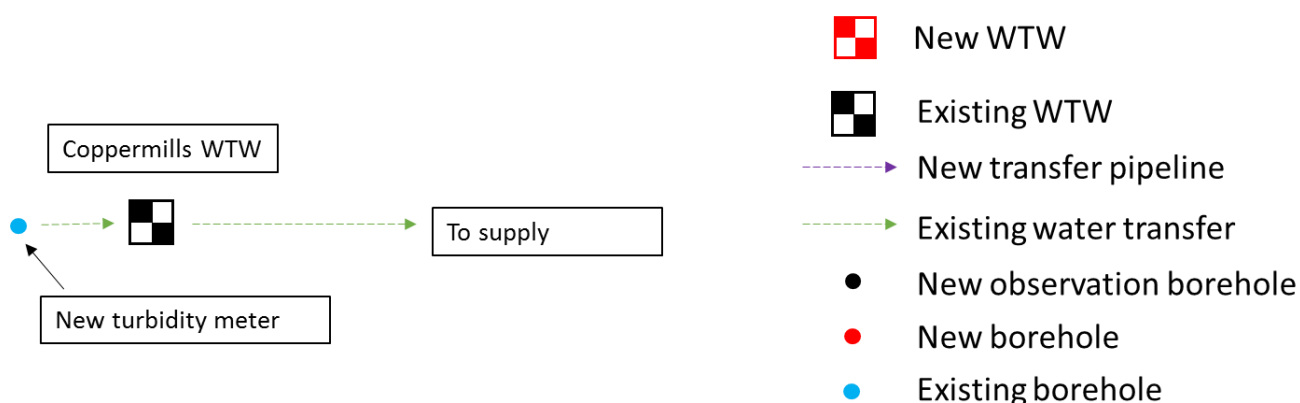 Coppermills WTW
To supply
New turbidity meter
New WTW
Existing WTW
New transfer pipeline
Existing water transfer
New observation borehole
New borehole
Existing borehole